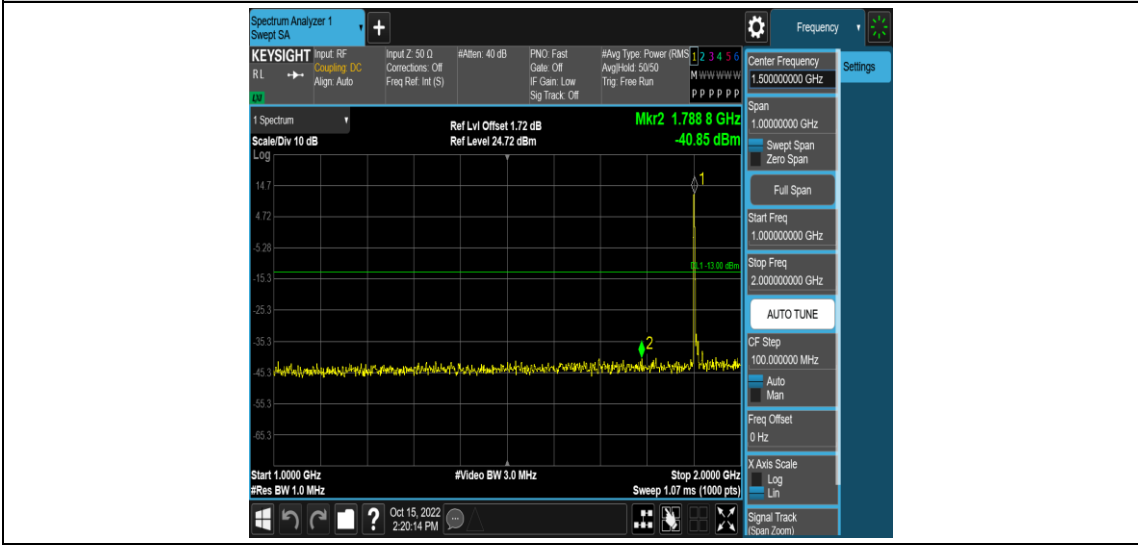 Spectrum Analyzer 1
Swept SA
+
Frequency
KEYSIGHT
RL
LXI
Input: RF
Coupling: DC
Align: Auto
Input Z: 50 Ω
Corrections: Off
Freq Ref: Int (S)
#Atten: 40 dB
PNO: Fast
Gate: Off
IF Gain: Low
Sig Track: Off
#Avg Type: Power (RMS
Avg|Hold: 50/50
Trig: Free Run
1 2 3 4 5 6
M W W W W W
P P P P P P
Center Frequency
1.500000000 GHz
Settings
Span
1.00000000 GHz
Swept Span
Zero Span
Full Span
Start Freq
1.000000000 GHz
Stop Freq
2.000000000 GHz
AUTO TUNE
CF Step
100.000000 MHz
Auto
Man
Freq Offset
0 Hz
X Axis Scale
Log
Lin
Signal Track
(Span Zoom)
1 Spectrum
Scale/Div 10 dB
Log
Ref Lvl Offset 1.72 dB
Ref Level 24.72 dBm
Mkr2 1.788 8 GHz
-40.85 dBm
14.7
4.72
-5.28
-15.3
-25.3
-35.3
-45.3
-55.3
-65.3
1
DL1 -13.00 dBm
2
Start 1.0000 GHz
#Res BW 1.0 MHz
#Video BW 3.0 MHz
Stop 2.0000 GHz
Sweep 1.07 ms (1000 pts)
?
Oct 15, 2022
2:20:14 PM